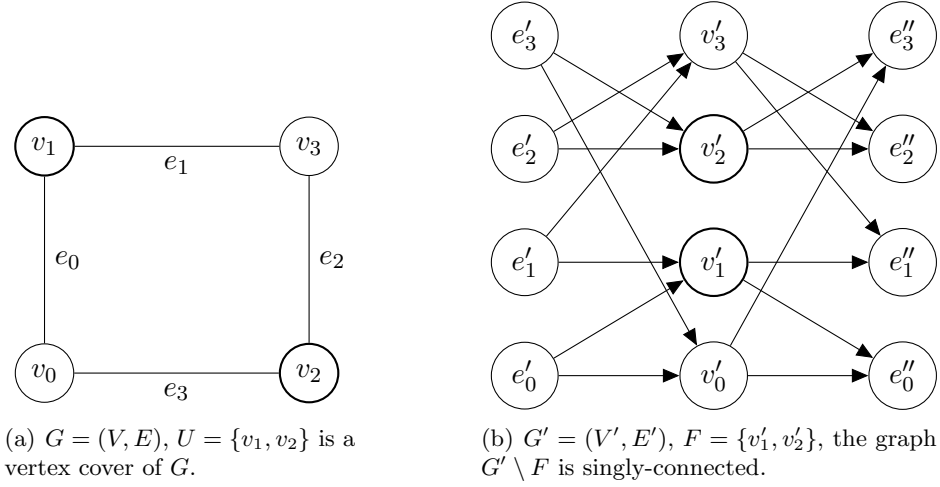 v₁ v₃
e₁
e₀ e₂
v₀ v₂
e₃
(a) G = (V, E), U = {v₁, v₂} is a
vertex cover of G.
e′₃ v′₃ e′′₃
e′₂ v′₂ e′′₂
e′₁ v′₁ e′′₁
e′₀ v′₀ e′′₀
(b) G′ = (V′, E′), F = {v′₁, v′₂}, the graph
G′ \ F is singly-connected.